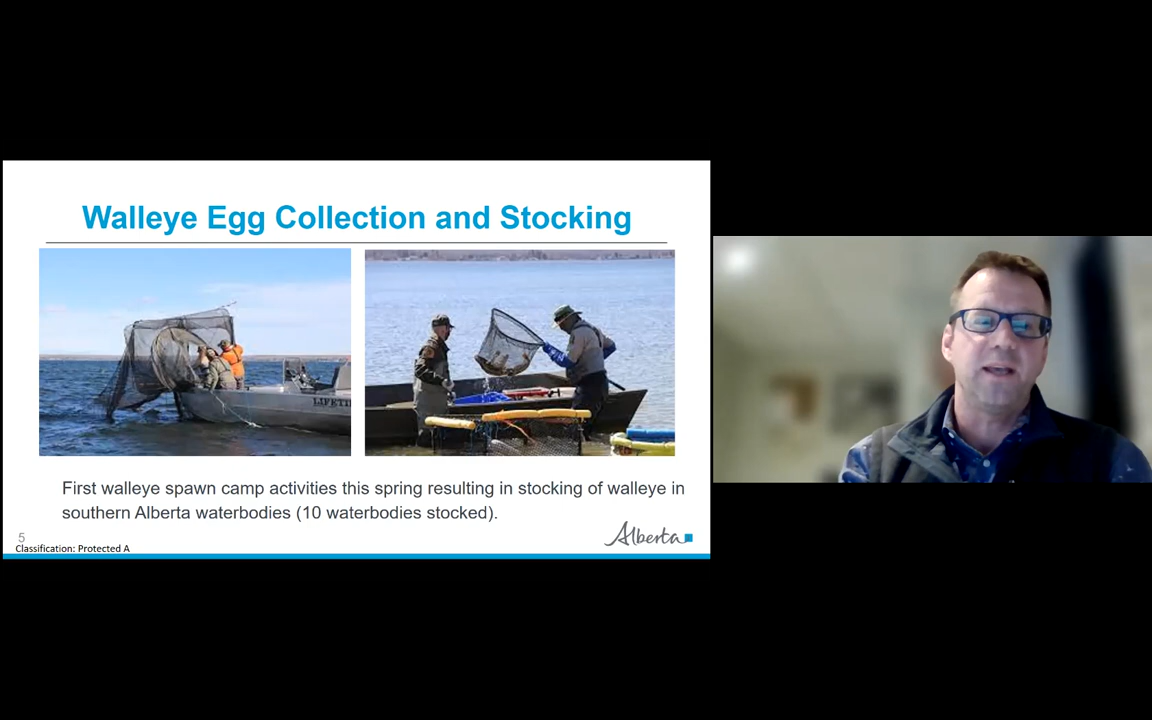 Walleye Egg Collection and Stocking
LIFETI
First walleye spawn camp activities this spring resulting in stocking of walleye in
southern Alberta waterbodies (10 waterbodies stocked).
5
Classification: Protected A
Alberta